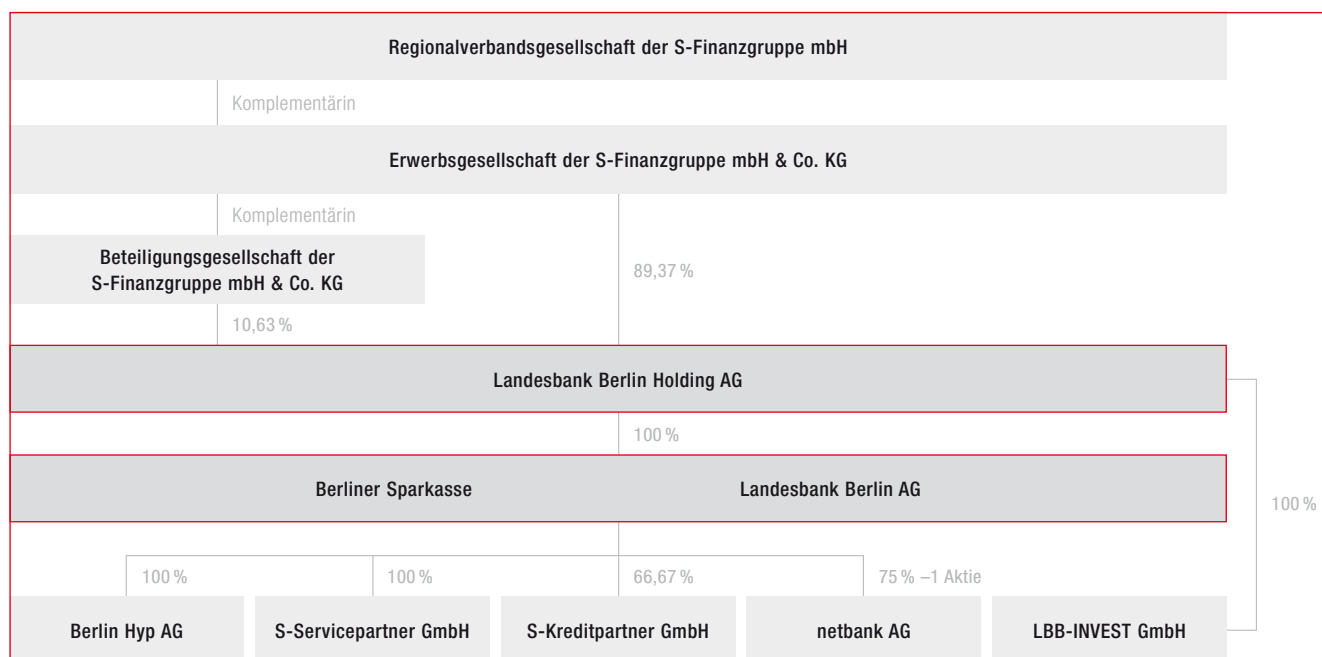 Regionalverbandsgesellschaft der S-Finanzgruppe mbH
Komplementärin
Erwerbsgesellschaft der S-Finanzgruppe mbH & Co. KG
Komplementärin
Beteiligungsgesellschaft der
S-Finanzgruppe mbH & Co. KG
89,37 %
10,63 %
Landesbank Berlin Holding AG
100 %
Berliner Sparkasse
Landesbank Berlin AG
100 %
100 %
100 %
66,67 %
75 % –1 Aktie
Berlin Hyp AG
S-Servicepartner GmbH
S-Kreditpartner GmbH
netbank AG
LBB-INVEST GmbH